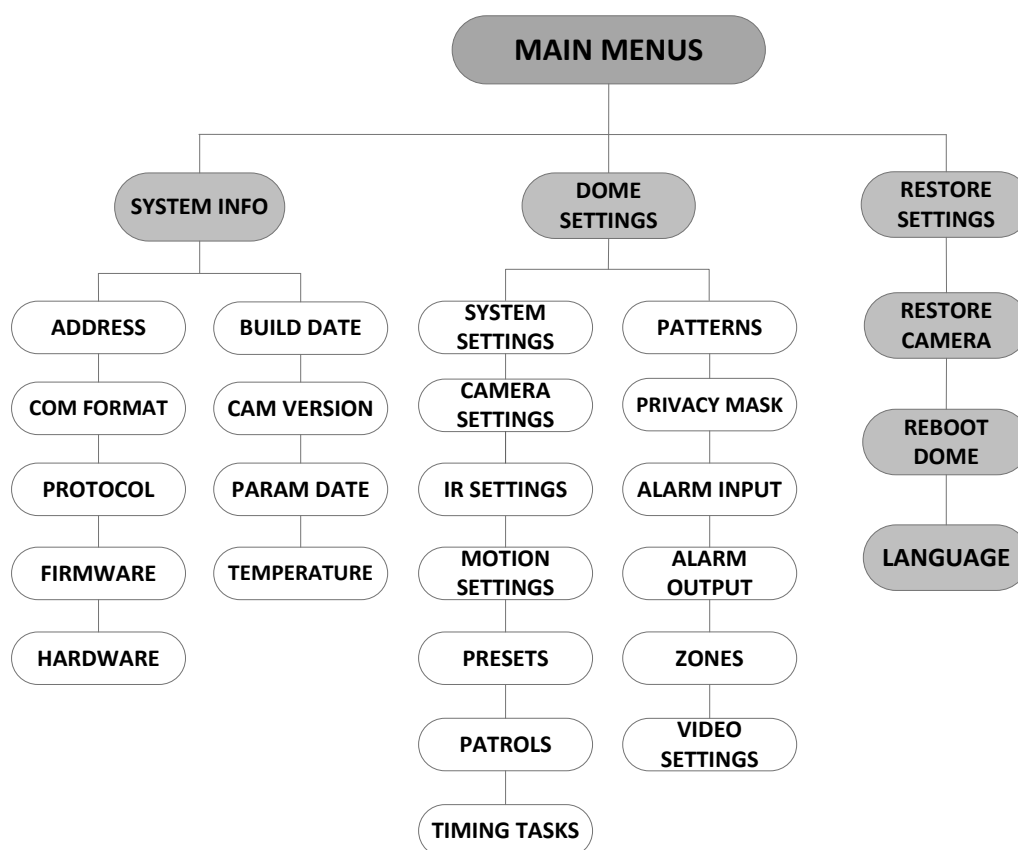 MAIN MENUS
SYSTEM INFO
DOME
SETTINGS
RESTORE
SETTINGS
ADDRESS
COM FORMAT
PROTOCOL
FIRMWARE
HARDWARE
BUILD DATE
CAM VERSION
PARAM DATE
TEMPERATURE
SYSTEM
SETTINGS
CAMERA
SETTINGS
IR SETTINGS
MOTION
SETTINGS
PRESETS
PATROLS
TIMING TASKS
PATTERNS
PRIVACY MASK
ALARM INPUT
ALARM
OUTPUT
ZONES
VIDEO
SETTINGS
RESTORE
CAMERA
REBOOT
DOME
LANGUAGE